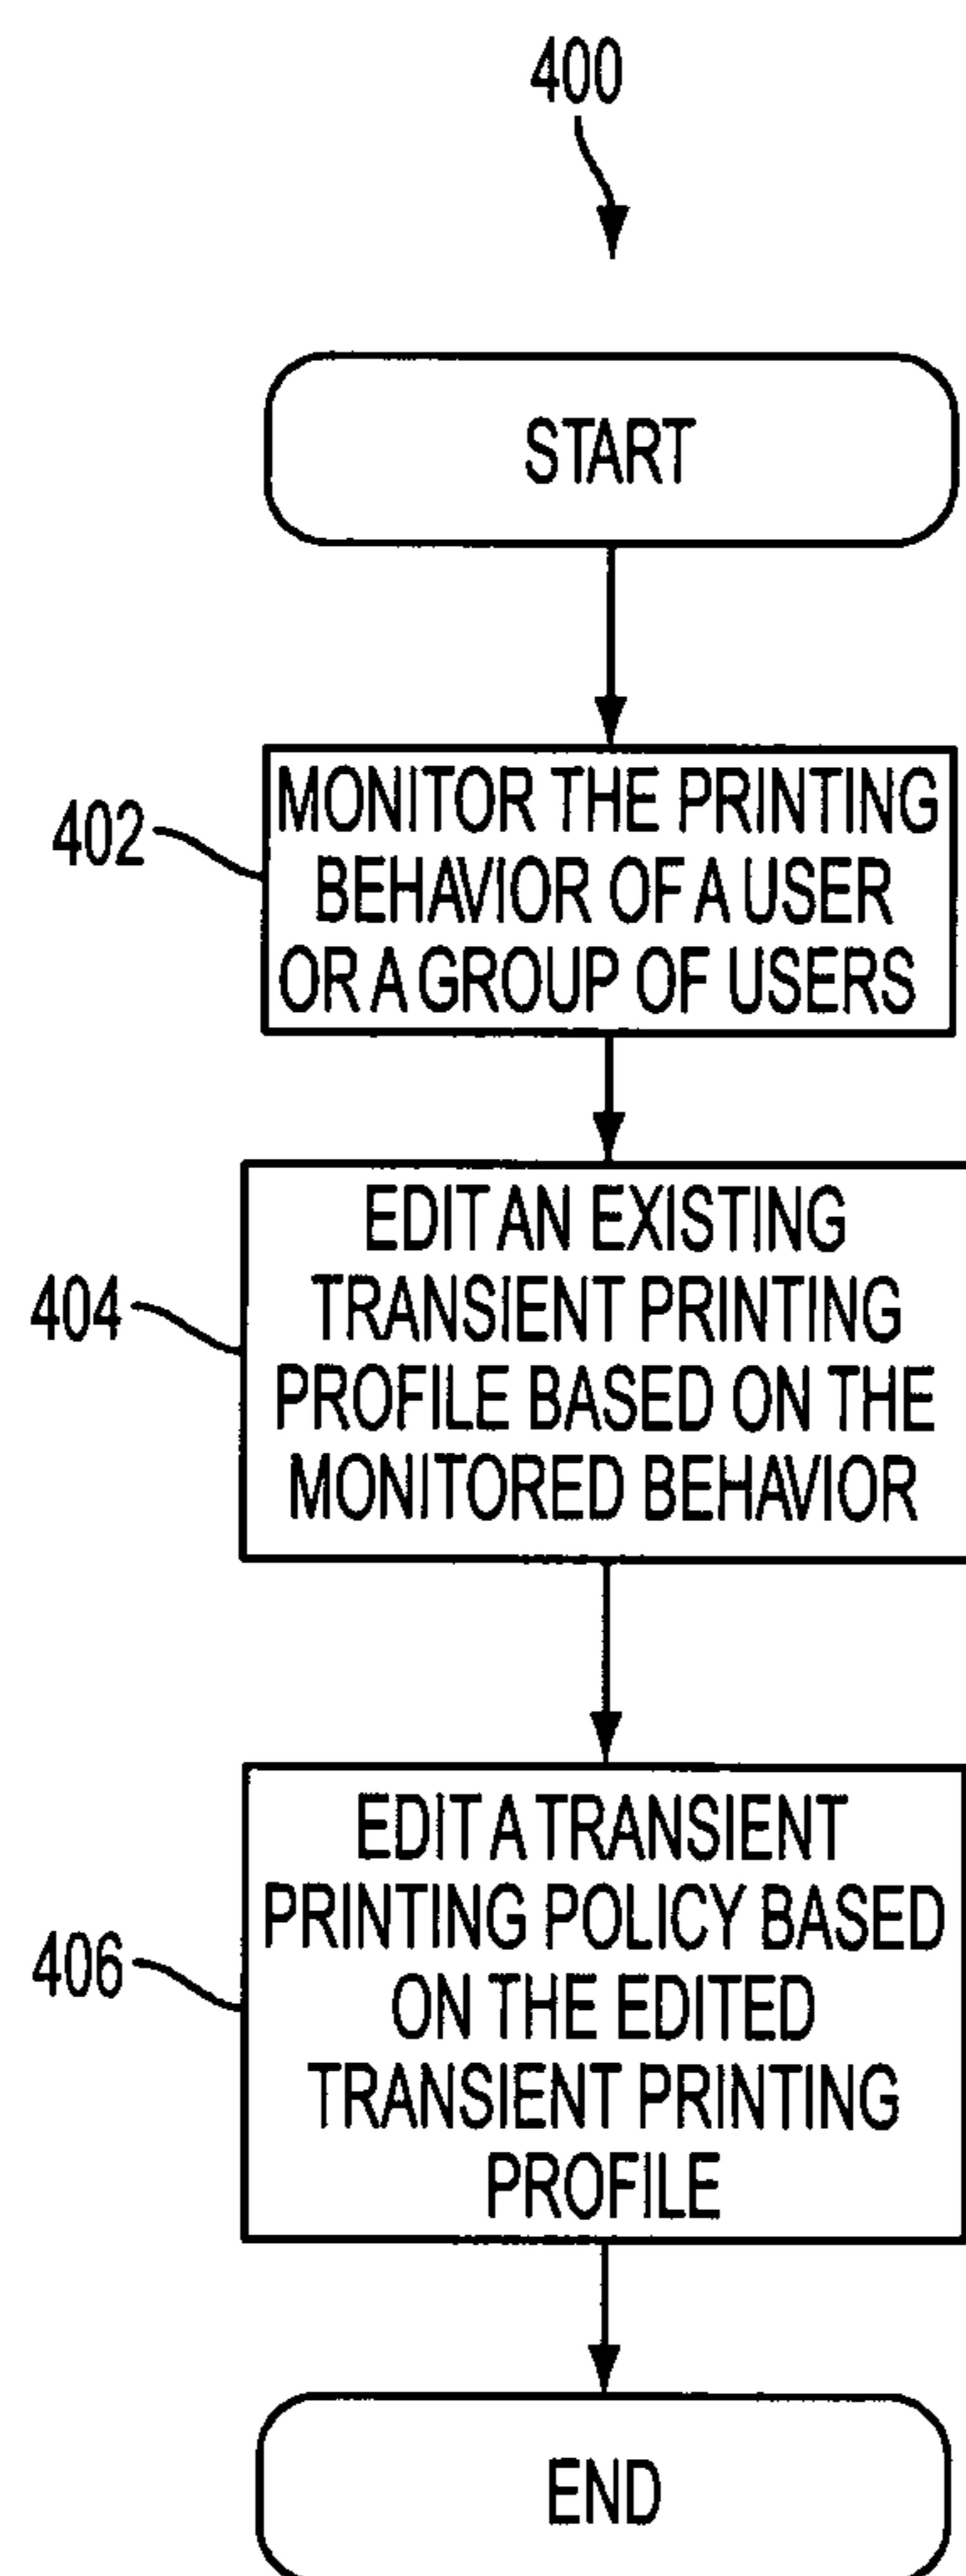 400
START
402
MONITOR THE PRINTING
BEHAVIOR OF A USER
OR A GROUP OF USERS
404
EDIT AN EXISTING
TRANSIENT PRINTING
PROFILE BASED ON THE
MONITORED BEHAVIOR
406
EDIT A TRANSIENT
PRINTING POLICY BASED
ON THE EDITED
TRANSIENT PRINTING
PROFILE
END